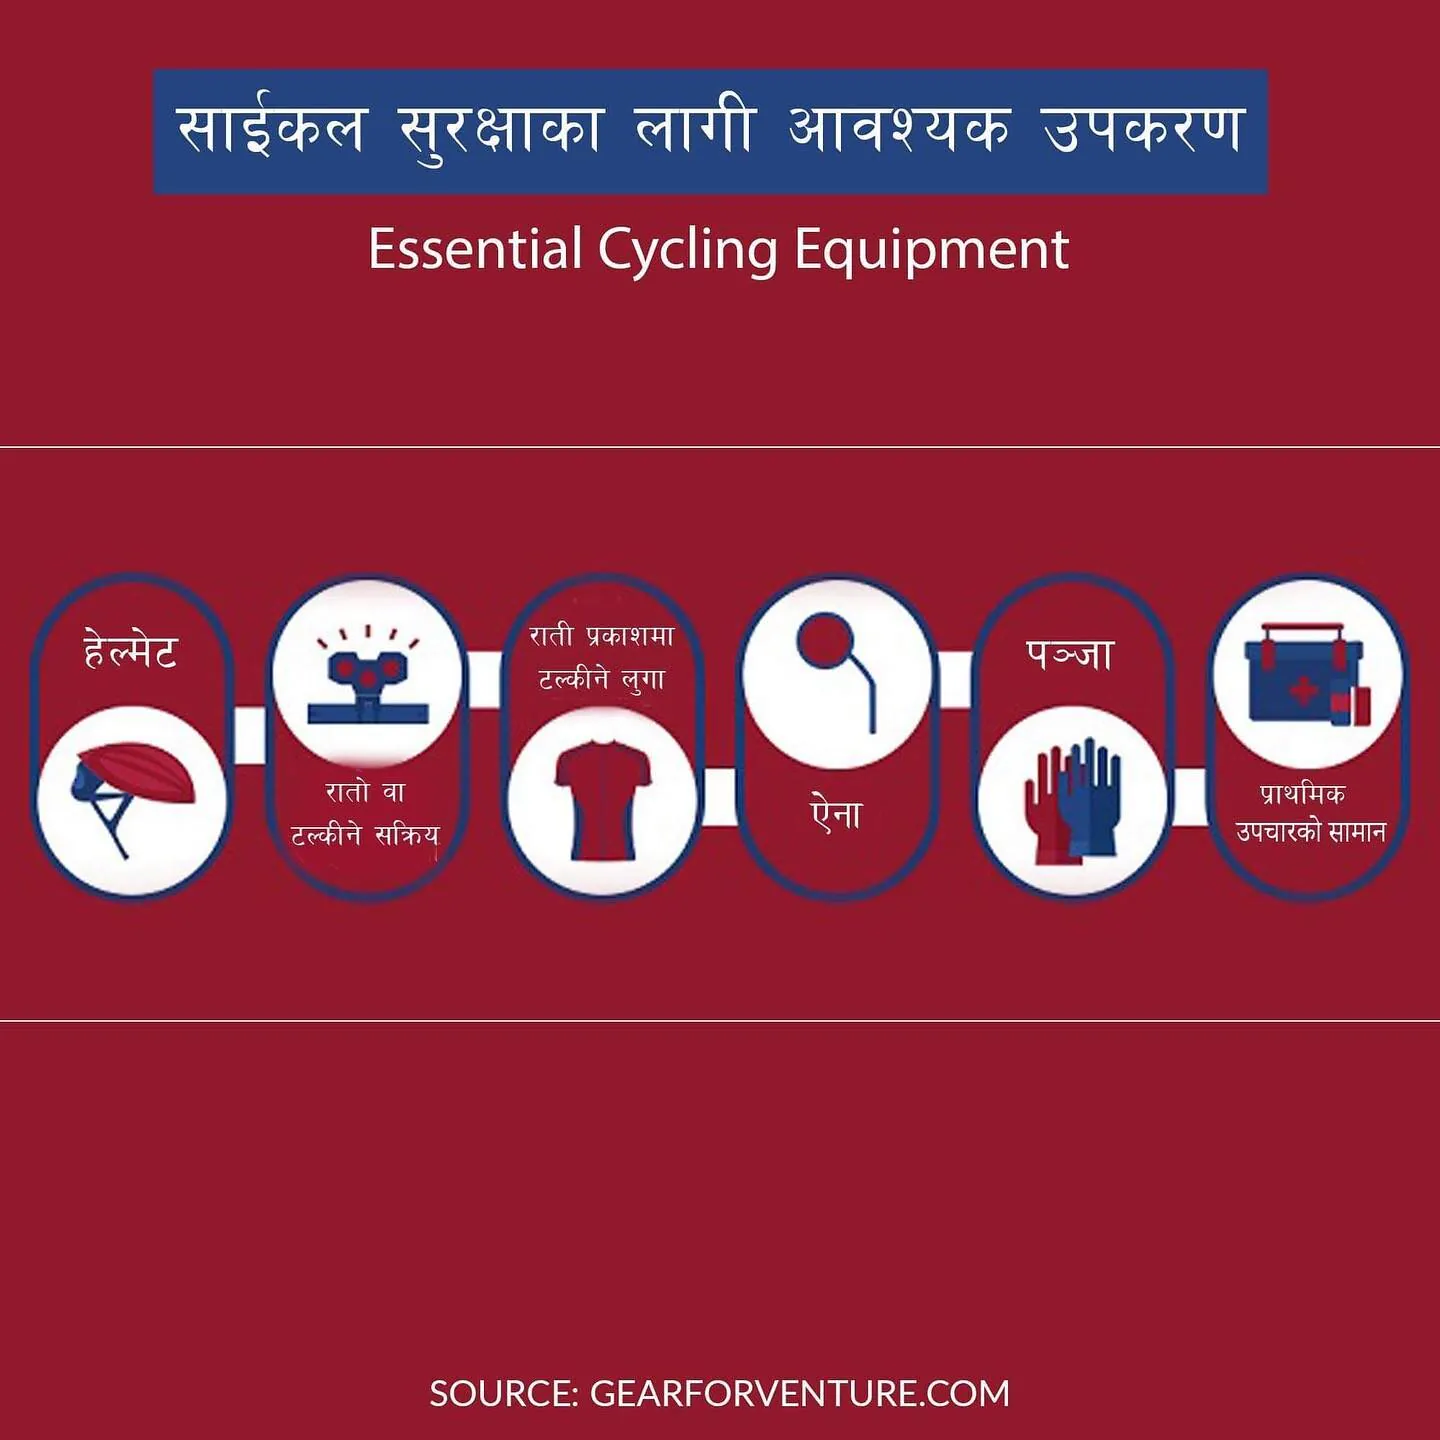 साईकल सुरक्षाका लागी आवश्यक उपकरण
Essential Cycling Equipment
हेल्मेट
रातो वा
टल्कीने सक्रिय
राती प्रकाशमा
टल्कीने लुगा
ऐना
पञ्जा
प्राथमिक
उपचारको सामान
SOURCE: GEARFORVENTURE.COM